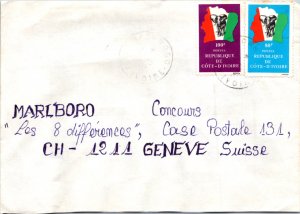 100F
POSTES
REPUBLIQUE
DE
CÔTE-D'IVOIRE
80F
POSTES
REPUBLIQUE
DE
CÔTE-D'IVOIRE
MARLBORO Concours
"Les 8 différences", Case Postale 131,
CH-1211 GENEVE Suisse